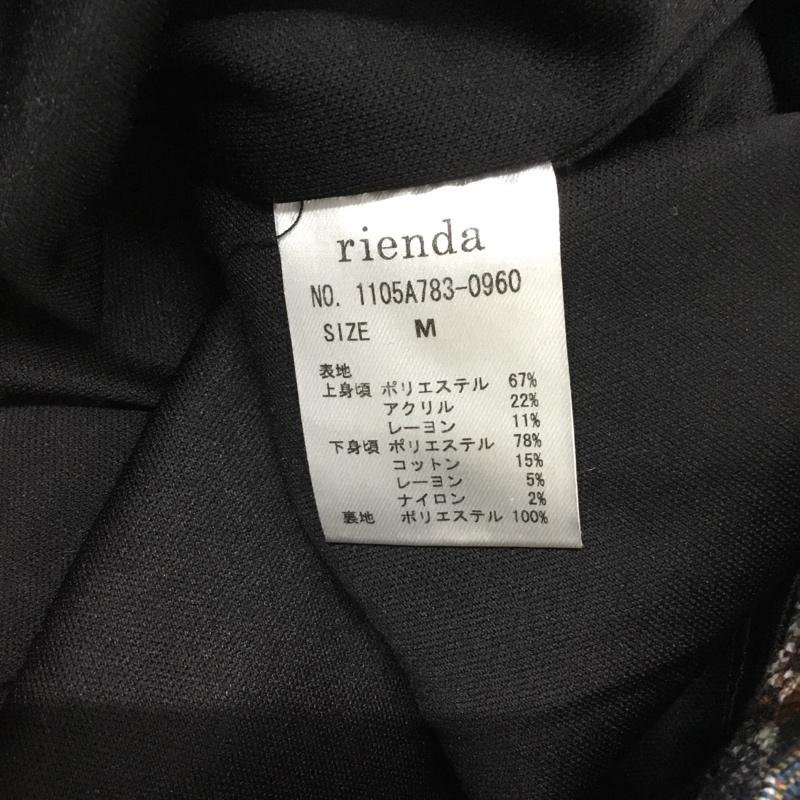 rienda
NO. 1105A783-0960
SIZE M
表地
上身頃 ポリエステル 67%
アクリル 22%
レーヨン 11%
下身頃 ポリエステル 78%
コットン 15%
レーヨン 5%
ナイロン 2%
裏地 ポリエステル 100%